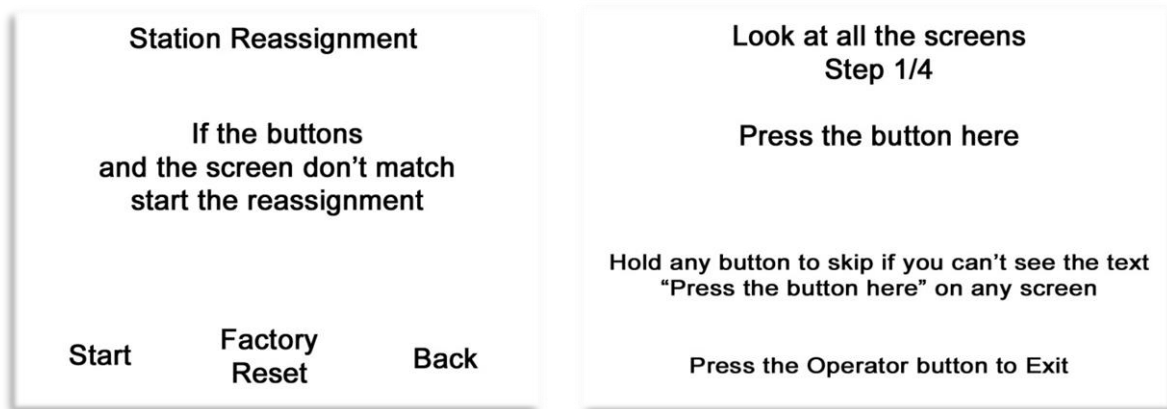 Station Reassignment
If the buttons
and the screen don’t match
start the reassignment
Start
Factory
Reset
Back
Look at all the screens
Step 1/4
Press the button here
Hold any button to skip if you can’t see the text
“Press the button here” on any screen
Press the Operator button to Exit